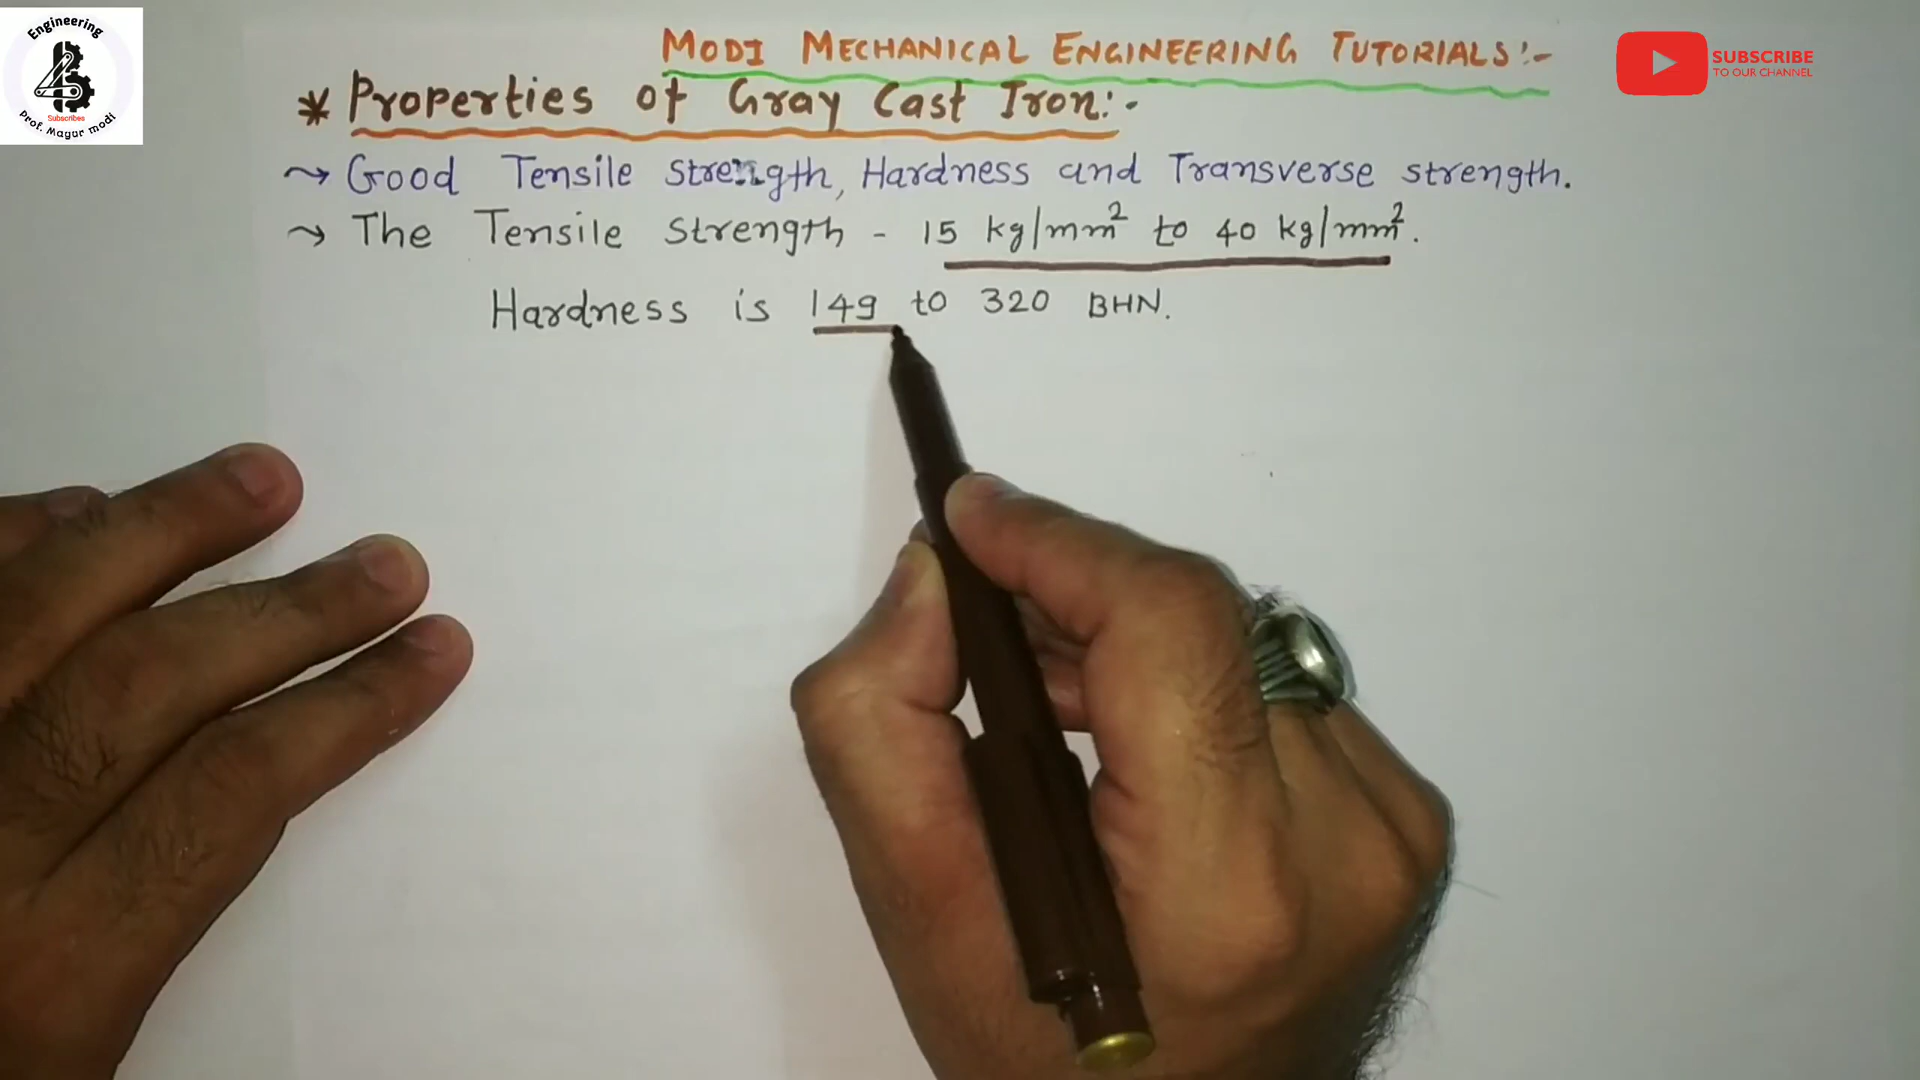 Engineering
Subscribes
Prof. Mayur modi
MODI MECHANICAL ENGINEERING TUTORIALS:-
SUBSCRIBE
TO OUR CHANNEL
* Properties of Gray Cast Iron:-
→ Good Tensile Strength, Hardness and Transverse strength.
→ The Tensile Strength - 15 kg/mm² to 40 kg/mm².
Hardness is 149 to 320 BHN.